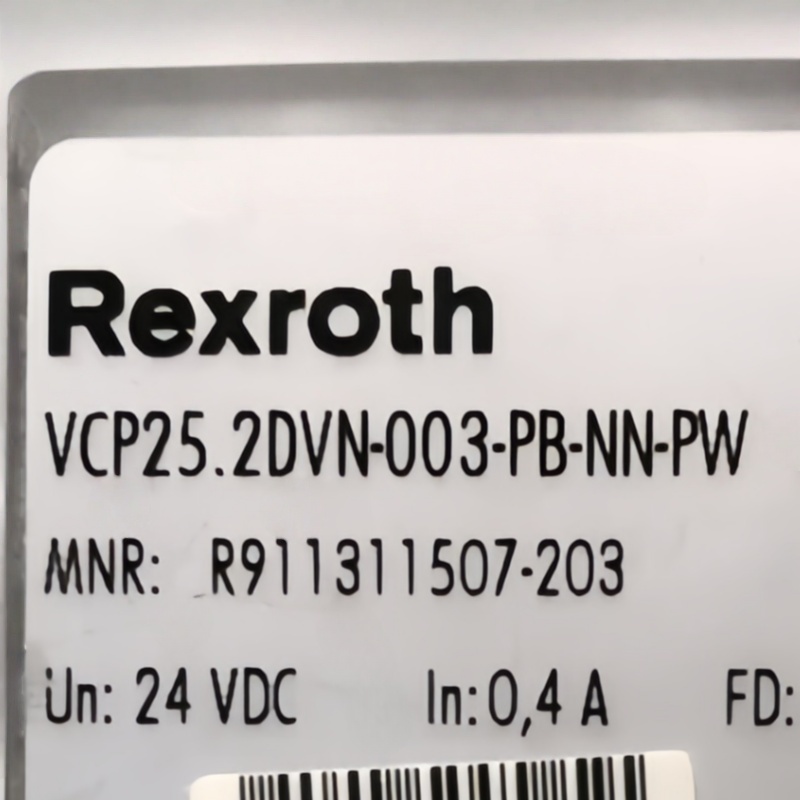 Rexroth
VCP25.2DVN-003-PB-NN-PW
MNR: R911311507-203
Un: 24 VDC In: 0,4 A FD: